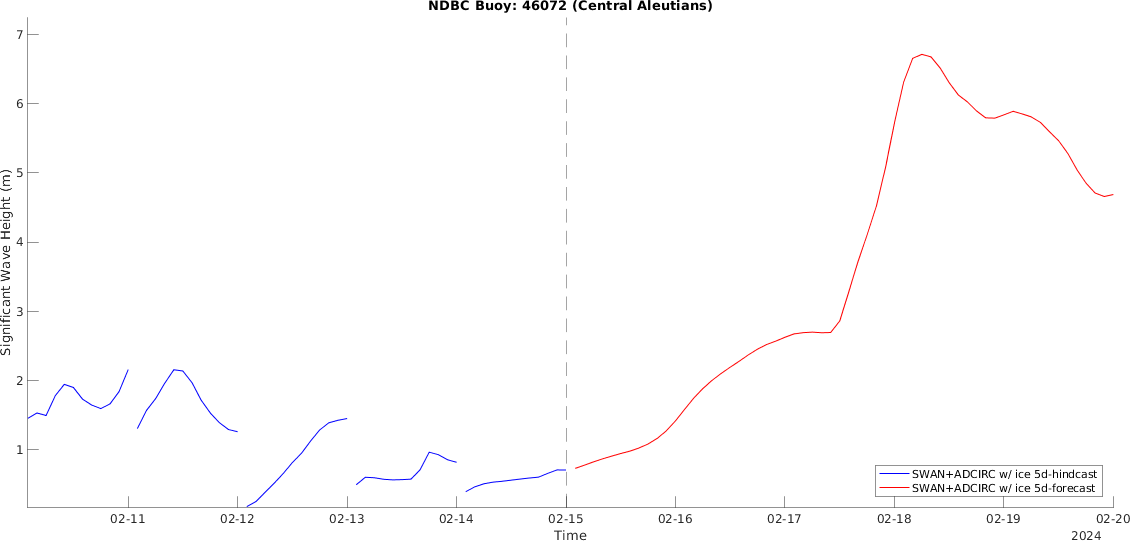 NDBC Buoy: 46072 (Central Aleutians)
Significant Wave Height (m)
7
6
5
4
3
2
1
SWAN+ADCIRC w/ ice 5d-hindcast
SWAN+ADCIRC w/ ice 5d-forecast
02-11 02-12 02-13 02-14 02-15 02-16 02-17 02-18 02-19 02-20
Time
2024